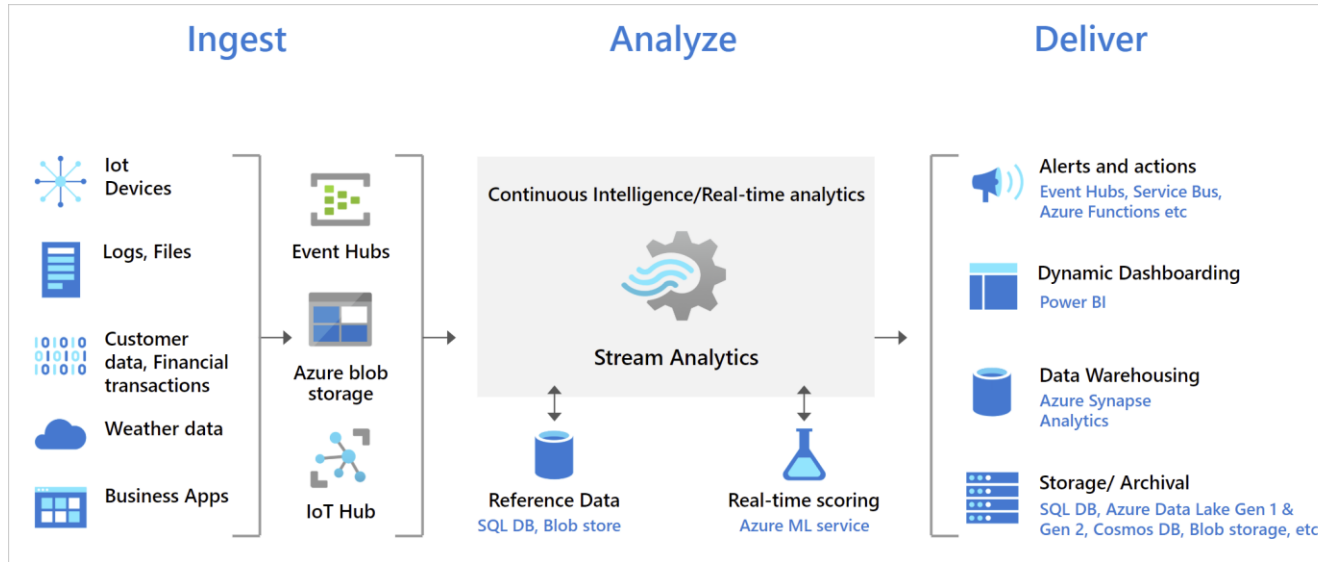 Ingest
Analyze
Deliver
Iot
Devices
Logs, Files
Customer
data, Financial
transactions
Weather data
Business Apps
Event Hubs
Azure blob
storage
IoT Hub
Continuous Intelligence/Real-time analytics
Stream Analytics
Reference Data
SQL DB, Blob store
Real-time scoring
Azure ML service
Alerts and actions
Event Hubs, Service Bus,
Azure Functions etc
Dynamic Dashboarding
Power BI
Data Warehousing
Azure Synapse
Analytics
Storage/ Archival
SQL DB, Azure Data Lake Gen 1 &
Gen 2, Cosmos DB, Blob storage, etc